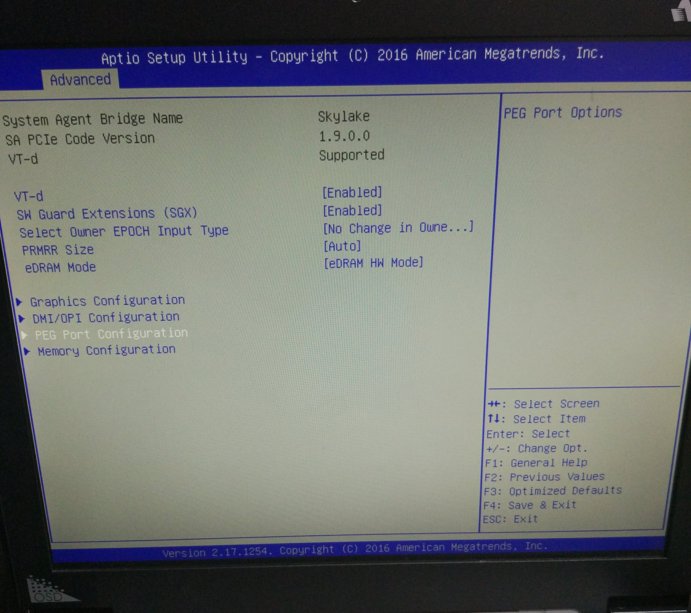 Aptio Setup Utility – Copyright (C) 2016 American Megatrends, Inc.
Advanced
System Agent Bridge Name Skylake
SA PCIe Code Version 1.9.0.0
VT-d Supported
VT-d [Enabled]
SW Guard Extensions (SGX) [Enabled]
Select Owner EPOCH Input Type [No Change in Owne...]
PRMRR Size [Auto]
eDRAM Mode [eDRAM HW Mode]
Graphics Configuration
DMI/OPI Configuration
PEG Port Configuration
Memory Configuration
PEG Port Options
→←: Select Screen
↑↓: Select Item
Enter: Select
+/-: Change Opt.
F1: General Help
F2: Previous Values
F3: Optimized Defaults
F4: Save & Exit
ESC: Exit
Version 2.17.1254. Copyright (C) 2016 American Megatrends, Inc.
OSD